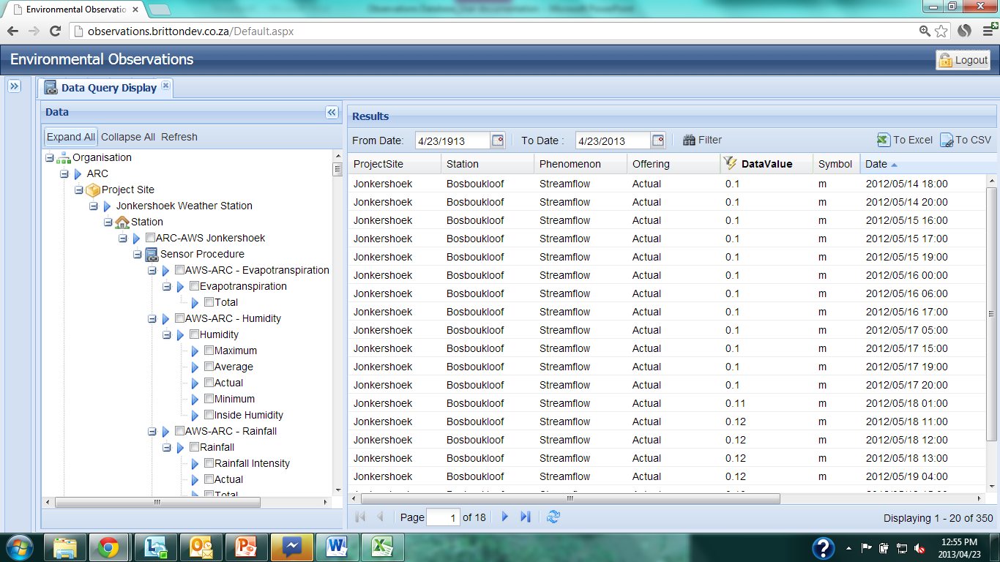 Environmental Observatio
observations.brittondev.co.za/Default.aspx
Environmental Observations
Logout
Data Query Display
Data
Expand All Collapse All Refresh
Organisation
ARC
Project Site
Jonkershoek Weather Station
Station
ARC-AWS Jonkershoek
Sensor Procedure
AWS-ARC - Evapotranspiration
Evapotranspiration
Total
AWS-ARC - Humidity
Humidity
Maximum
Average
Actual
Minimum
Inside Humidity
AWS-ARC - Rainfall
Rainfall
Rainfall Intensity
Actual
Total
Results
From Date: 4/23/1913 To Date : 4/23/2013 Filter To Excel To CSV
ProjectSite Station Phenomenon Offering DataValue Symbol Date
Jonkershoek Bosboukloof Streamflow Actual 0.1 m 2012/05/14 18:00
Jonkershoek Bosboukloof Streamflow Actual 0.1 m 2012/05/14 20:00
Jonkershoek Bosboukloof Streamflow Actual 0.1 m 2012/05/15 16:00
Jonkershoek Bosboukloof Streamflow Actual 0.1 m 2012/05/15 17:00
Jonkershoek Bosboukloof Streamflow Actual 0.1 m 2012/05/15 19:00
Jonkershoek Bosboukloof Streamflow Actual 0.1 m 2012/05/16 00:00
Jonkershoek Bosboukloof Streamflow Actual 0.1 m 2012/05/16 06:00
Jonkershoek Bosboukloof Streamflow Actual 0.1 m 2012/05/16 17:00
Jonkershoek Bosboukloof Streamflow Actual 0.1 m 2012/05/17 05:00
Jonkershoek Bosboukloof Streamflow Actual 0.1 m 2012/05/17 15:00
Jonkershoek Bosboukloof Streamflow Actual 0.1 m 2012/05/17 19:00
Jonkershoek Bosboukloof Streamflow Actual 0.1 m 2012/05/17 20:00
Jonkershoek Bosboukloof Streamflow Actual 0.11 m 2012/05/18 01:00
Jonkershoek Bosboukloof Streamflow Actual 0.12 m 2012/05/18 11:00
Jonkershoek Bosboukloof Streamflow Actual 0.12 m 2012/05/18 12:00
Jonkershoek Bosboukloof Streamflow Actual 0.12 m 2012/05/18 13:00
Jonkershoek Bosboukloof Streamflow Actual 0.12 m 2012/05/19 04:00
Page 1 of 18 Displaying 1 - 20 of 350
12:55 PM
2013/04/23